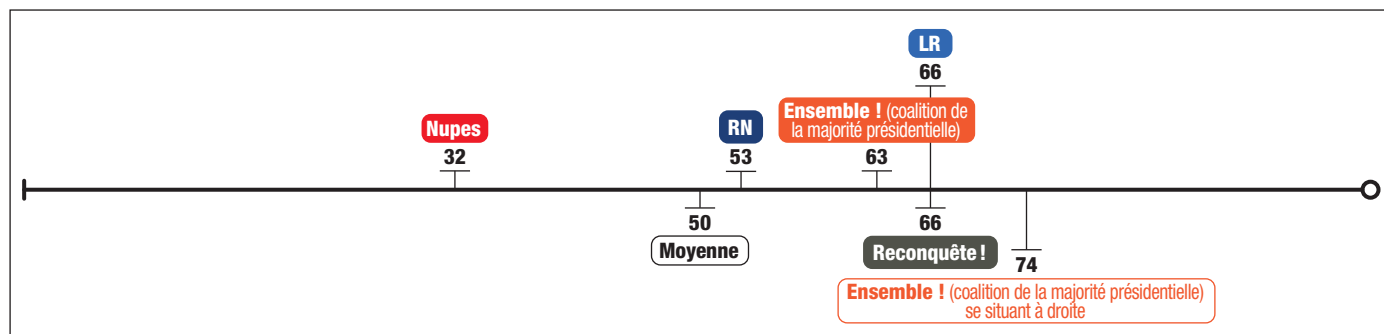 LR
66
Ensemble ! (coalition de
la majorité présidentielle)
Nupes
RN
32
53
63
50
66
Moyenne
Reconquête !
74
Ensemble ! (coalition de la majorité présidentielle)
se situant à droite